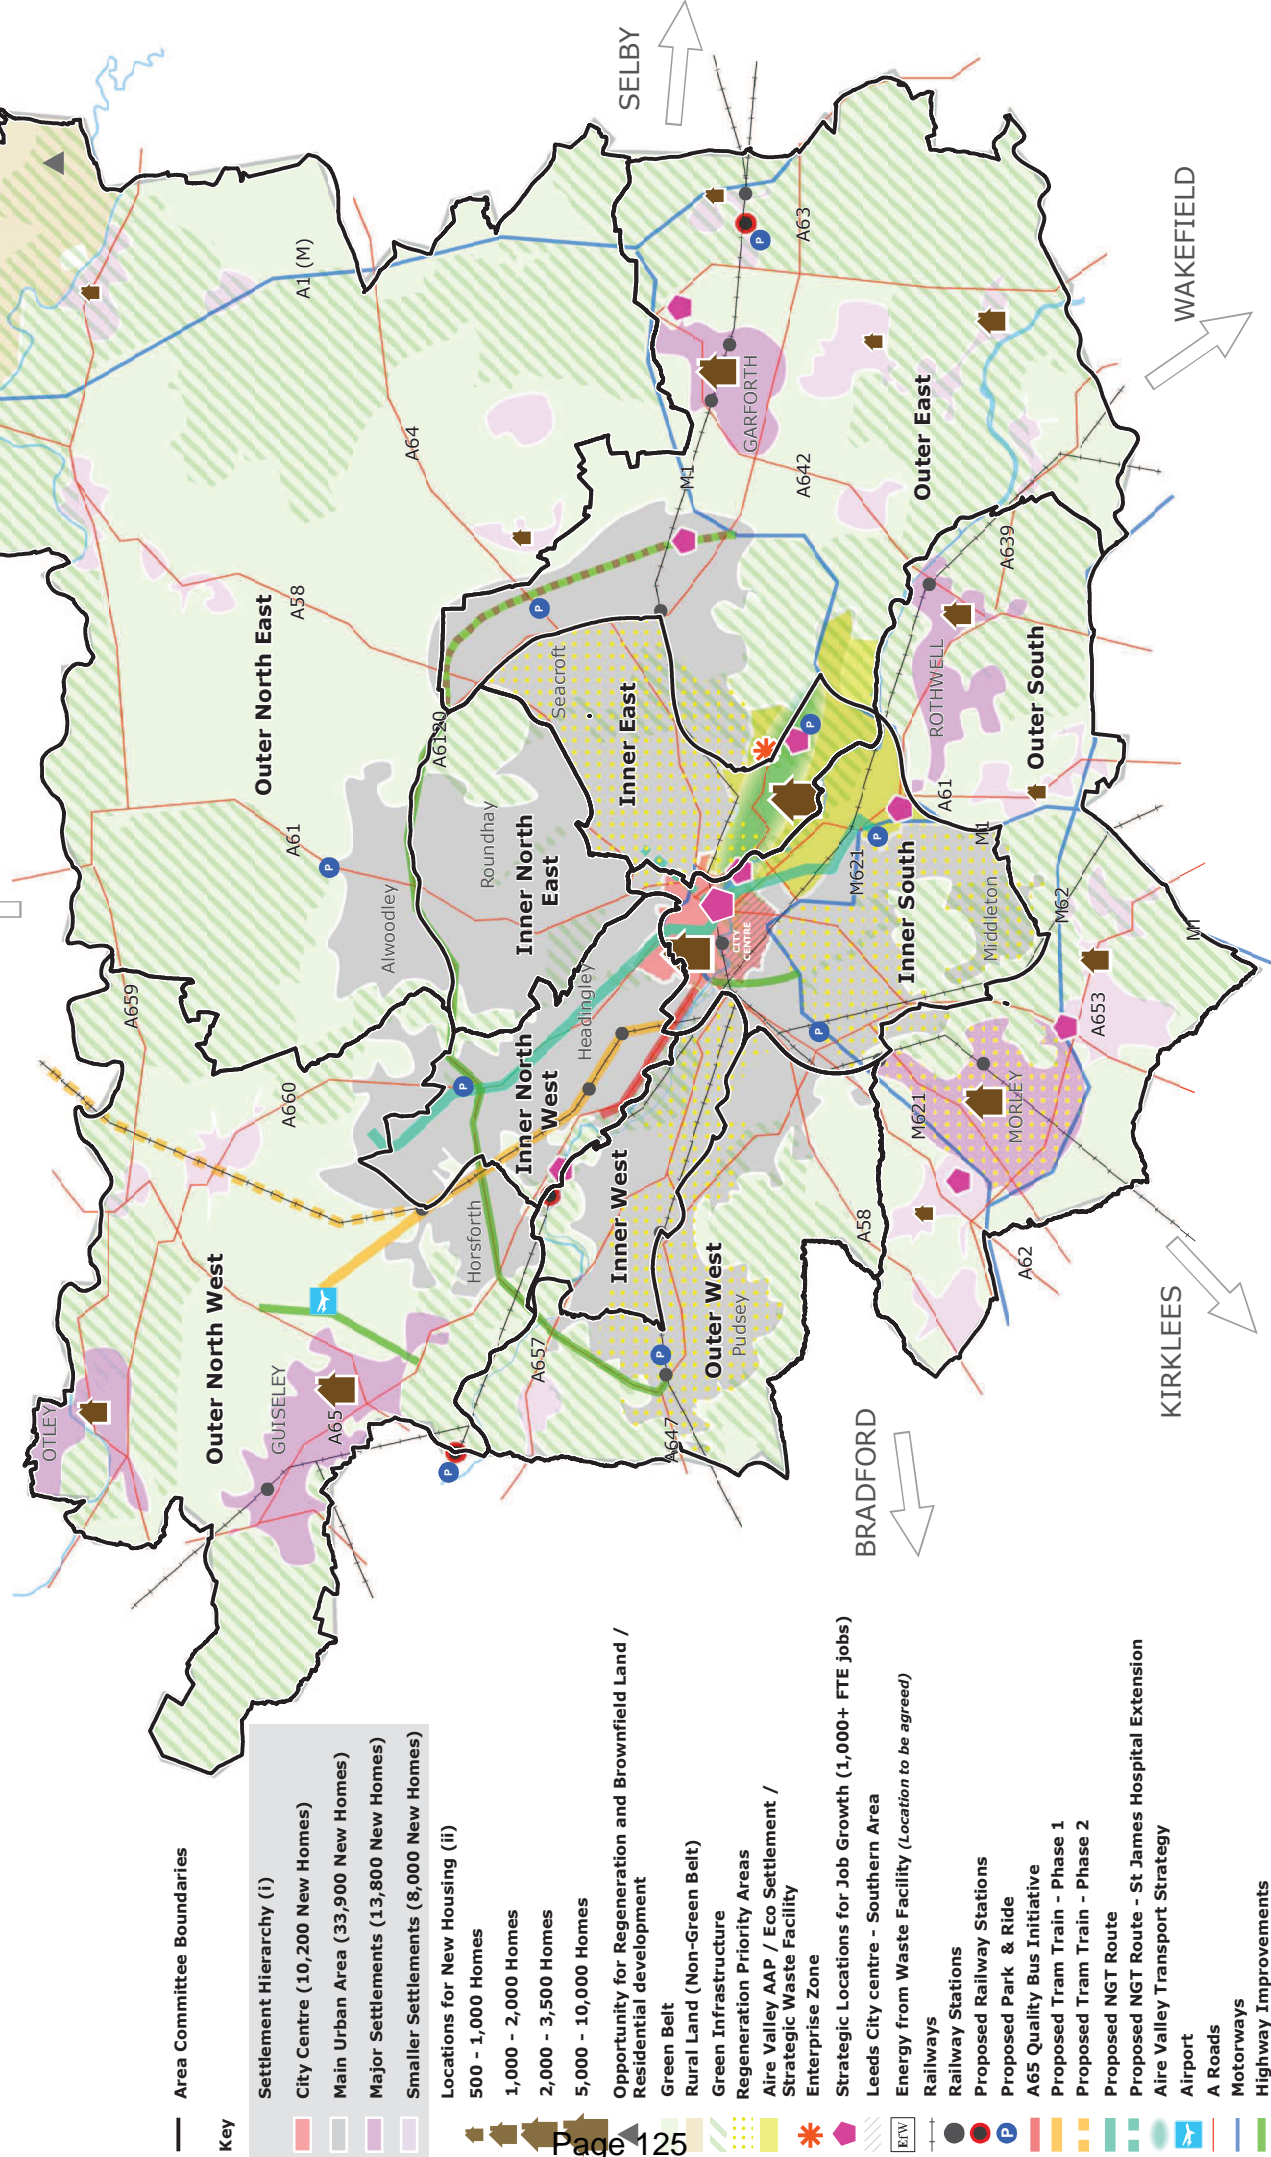 SELBY
WAKEFIELD
KIRKLEES
BRADFORD
Outer North East
Outer North West
Inner North East
Inner North West
Inner East
Inner West
Outer West
Inner South
Outer South
Outer East
OTLEY
GUISELEY
Horsforth
Alwoodley
Roundhay
Headingley
Seacroft
CITY CENTRE
Pudsey
Middleton
MORLEY
ROTHWELL
GARFORTH
A1 (M)
A64
A58
A61
A6120
A659
A660
A65
A657
A647
A58
A62
M621
A653
M1
M62
M1
A61
M621
A639
A642
M1
A63
Area Committee Boundaries
Key
Settlement Hierarchy (i)
City Centre (10,200 New Homes)
Main Urban Area (33,900 New Homes)
Major Settlements (13,800 New Homes)
Smaller Settlements (8,000 New Homes)
Locations for New Housing (ii)
500 - 1,000 Homes
1,000 - 2,000 Homes
2,000 - 3,500 Homes
5,000 - 10,000 Homes
Opportunity for Regeneration and Brownfield Land /
Residential development
Green Belt
Rural Land (Non-Green Belt)
Green Infrastructure
Regeneration Priority Areas
Aire Valley AAP / Eco Settlement /
Strategic Waste Facility
Enterprise Zone
Strategic Locations for Job Growth (1,000+ FTE jobs)
Leeds City centre - Southern Area
EfW
Energy from Waste Facility (Location to be agreed)
Railways
Railway Stations
Proposed Railway Stations
P
Proposed Park & Ride
A65 Quality Bus Initiative
Proposed Tram Train - Phase 1
Proposed Tram Train - Phase 2
Proposed NGT Route
Proposed NGT Route - St James Hospital Extension
Aire Valley Transport Strategy
Airport
A Roads
Motorways
Highway Improvements
Page 125